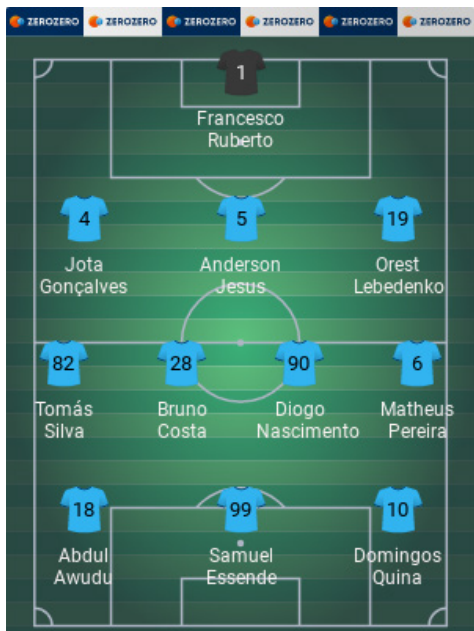 ZEROZERO ZEROZERO ZEROZERO ZEROZERO ZEROZERO ZEROZERO
1
Francesco
Ruberto
4 5 19
Jota Anderson Orest
Gonçalves Jesus Lebedenko
82 28 90 6
Tomás Bruno Diogo Matheus
Silva Costa Nascimento Pereira
18 99 10
Abdul Samuel Domingos
Awudu Essende Quina